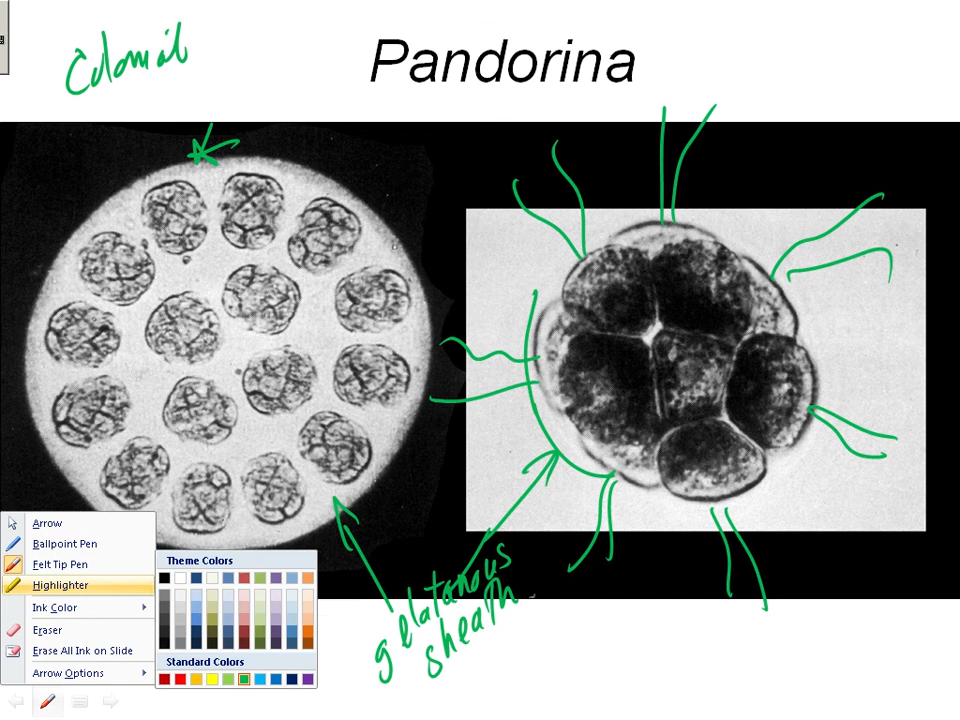 Colonial
Pandorina
gelatanous
sheath
Arrow
Ballpoint Pen
Felt Tip Pen
Highlighter
Ink Color
Eraser
Erase All Ink on Slide
Arrow Options
Theme Colors
Standard Colors